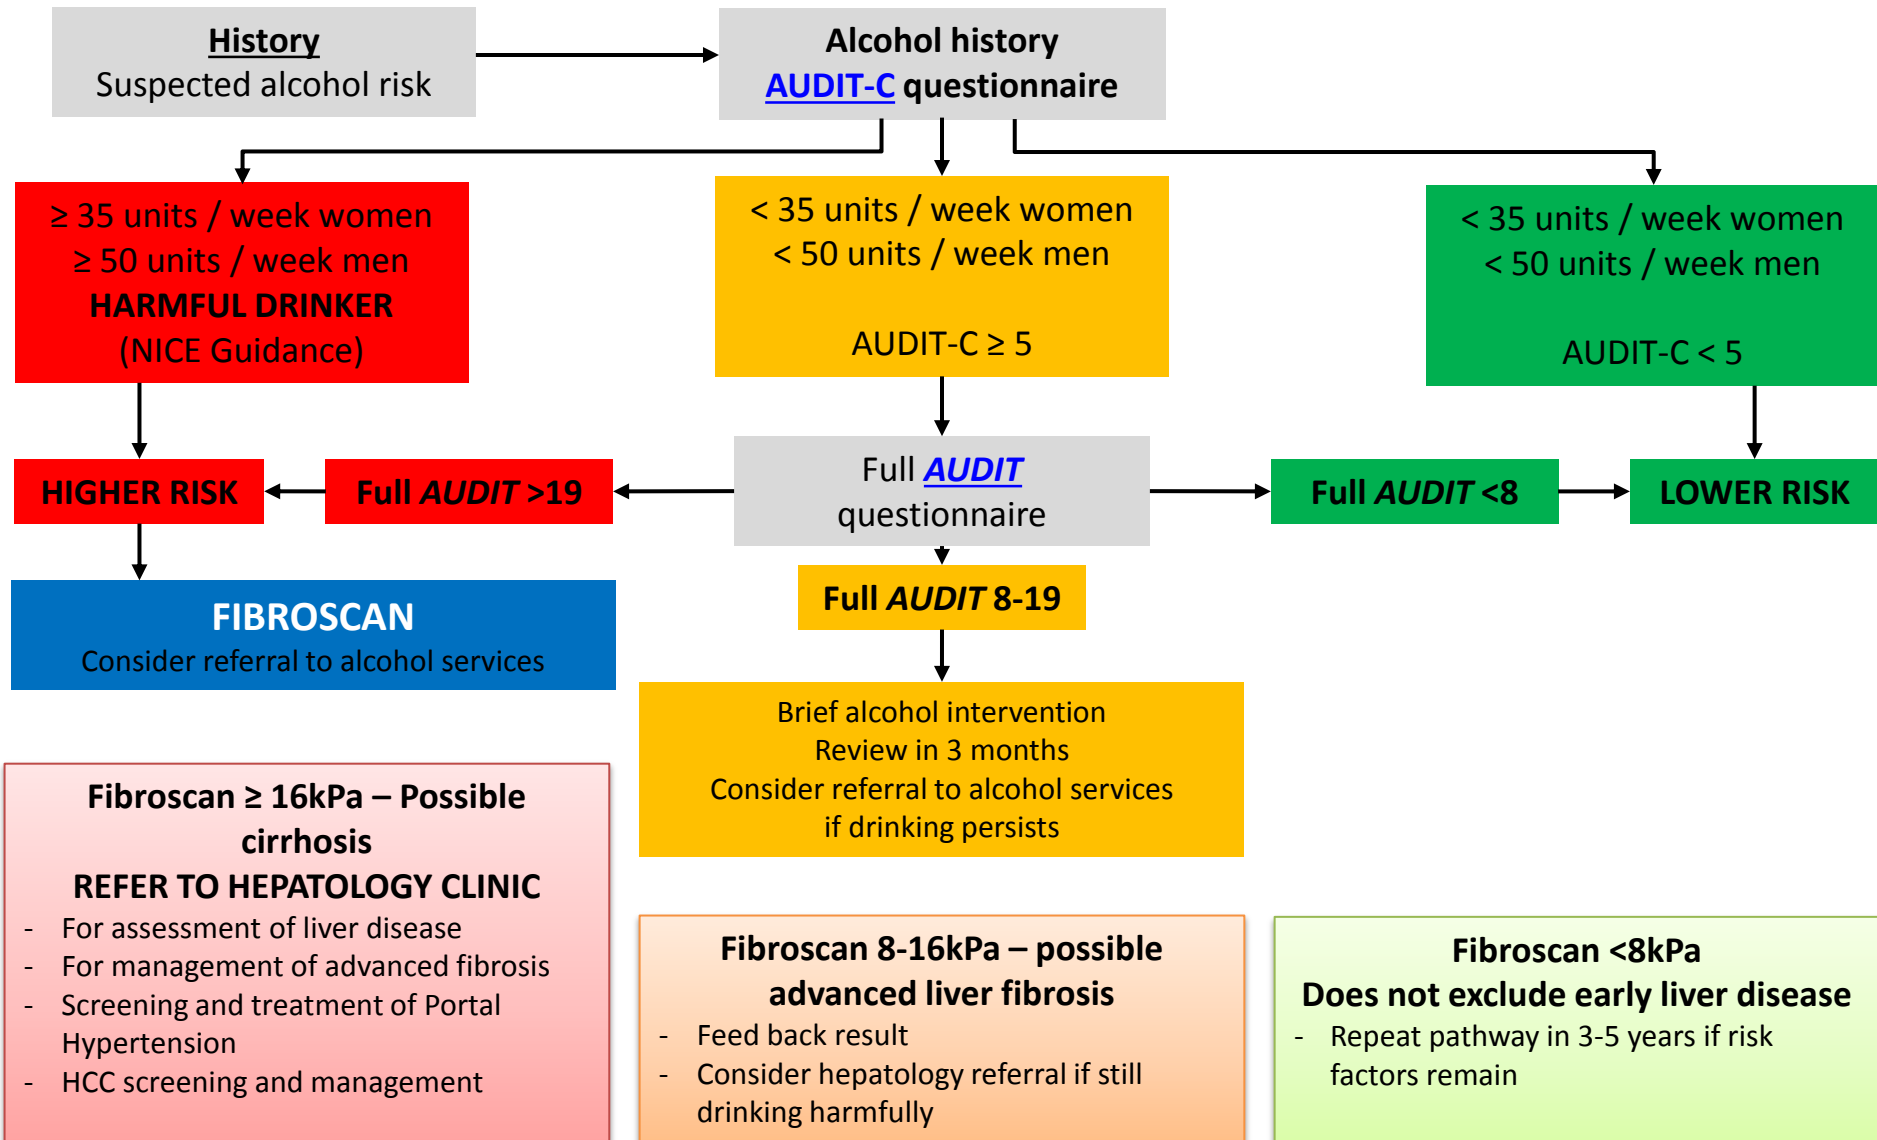 History
Suspected alcohol risk
Alcohol history
AUDIT-C questionnaire
≥ 35 units / week women
≥ 50 units / week men
HARMFUL DRINKER
(NICE Guidance)
< 35 units / week women
< 50 units / week men
AUDIT-C ≥ 5
< 35 units / week women
< 50 units / week men
AUDIT-C < 5
HIGHER RISK
Full AUDIT >19
Full AUDIT
questionnaire
Full AUDIT <8
LOWER RISK
FIBROSCAN
Consider referral to alcohol services
Full AUDIT 8-19
Brief alcohol intervention
Review in 3 months
Consider referral to alcohol services
if drinking persists
Fibroscan ≥ 16kPa – Possible
cirrhosis
REFER TO HEPATOLOGY CLINIC
- For assessment of liver disease
- For management of advanced fibrosis
- Screening and treatment of Portal
Hypertension
- HCC screening and management
Fibroscan 8-16kPa – possible
advanced liver fibrosis
- Feed back result
- Consider hepatology referral if still
drinking harmfully
Fibroscan <8kPa
Does not exclude early liver disease
- Repeat pathway in 3-5 years if risk
factors remain